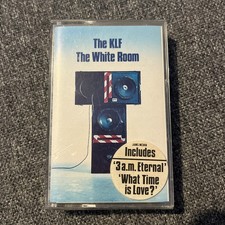 The KLF
The White Room
Includes
'3 a.m. Eternal'
'What Time
is Love?'